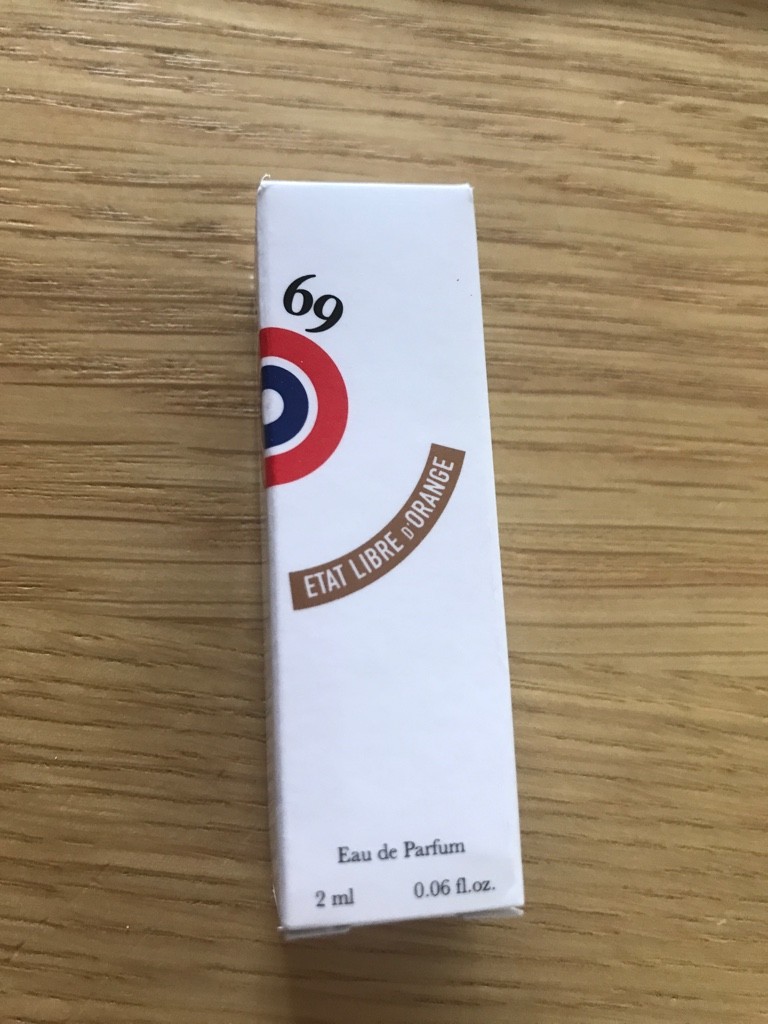 69
ETAT LIBRE D'ORANGE
Eau de Parfum
2 ml 0.06 fl.oz.